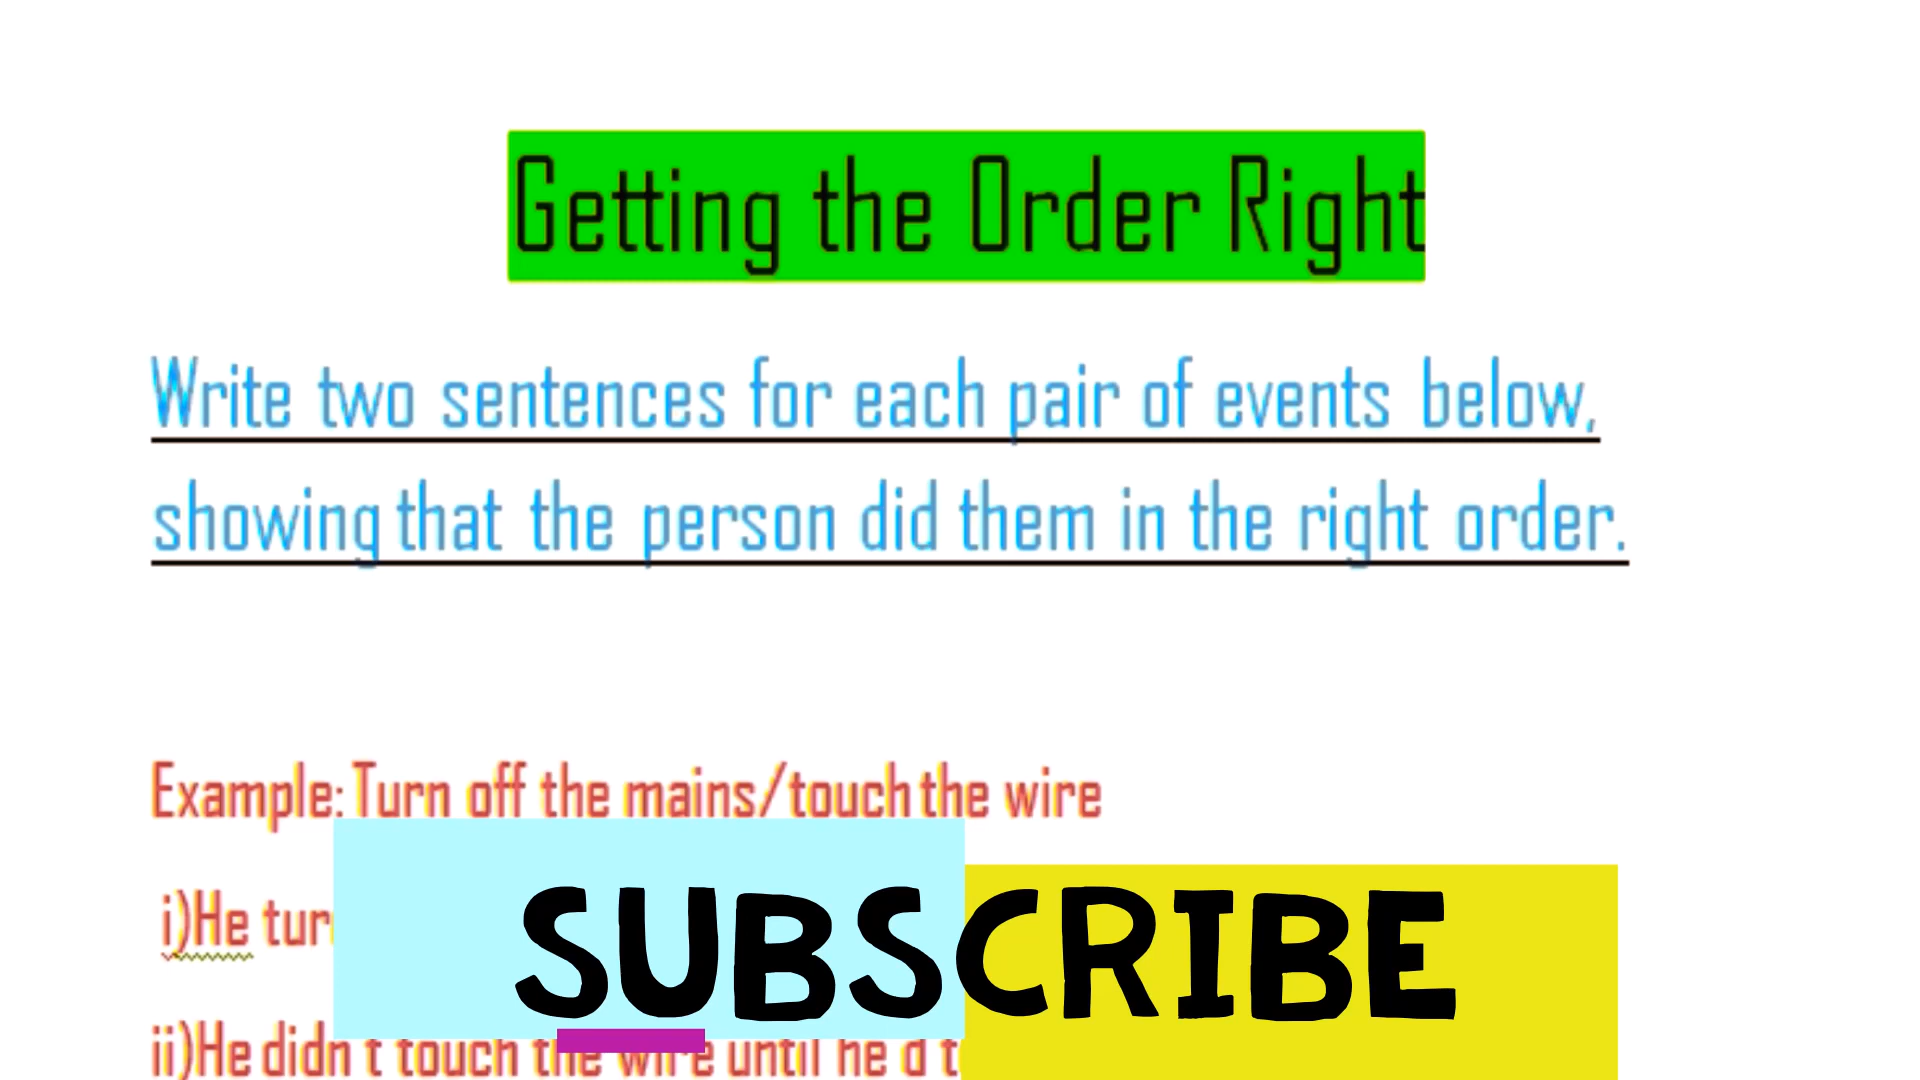 Getting the Order Right
Write two sentences for each pair of events below,
showing that the person did them in the right order.
Example: Turn off the mains/touch the wire
i)He
SUBSCRIBE
ii)He didn't touch the wire until he'd